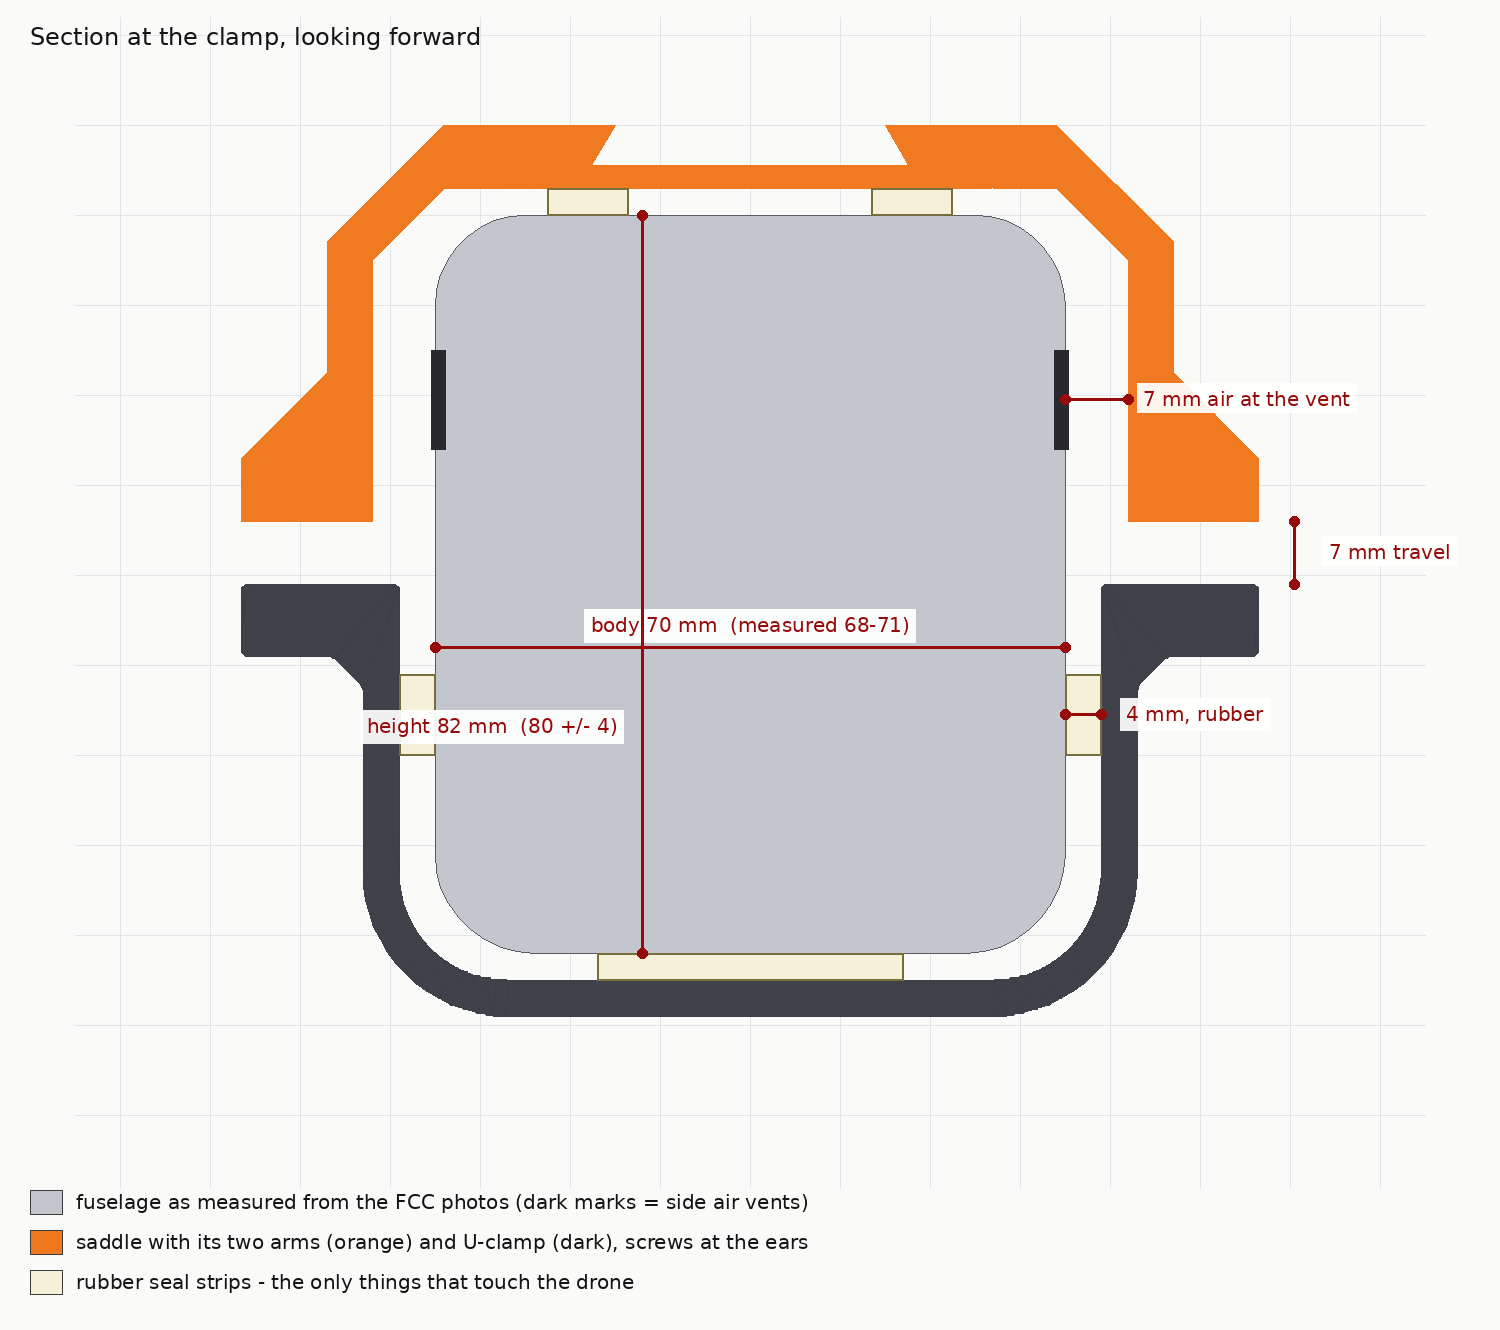 Section at the clamp, looking forward
7 mm air at the vent
7 mm travel
body 70 mm  (measured 68-71)
4 mm, rubber
height 82 mm  (80 +/- 4)
fuselage as measured from the FCC photos (dark marks = side air vents)
saddle with its two arms (orange) and U-clamp (dark), screws at the ears
rubber seal strips - the only things that touch the drone